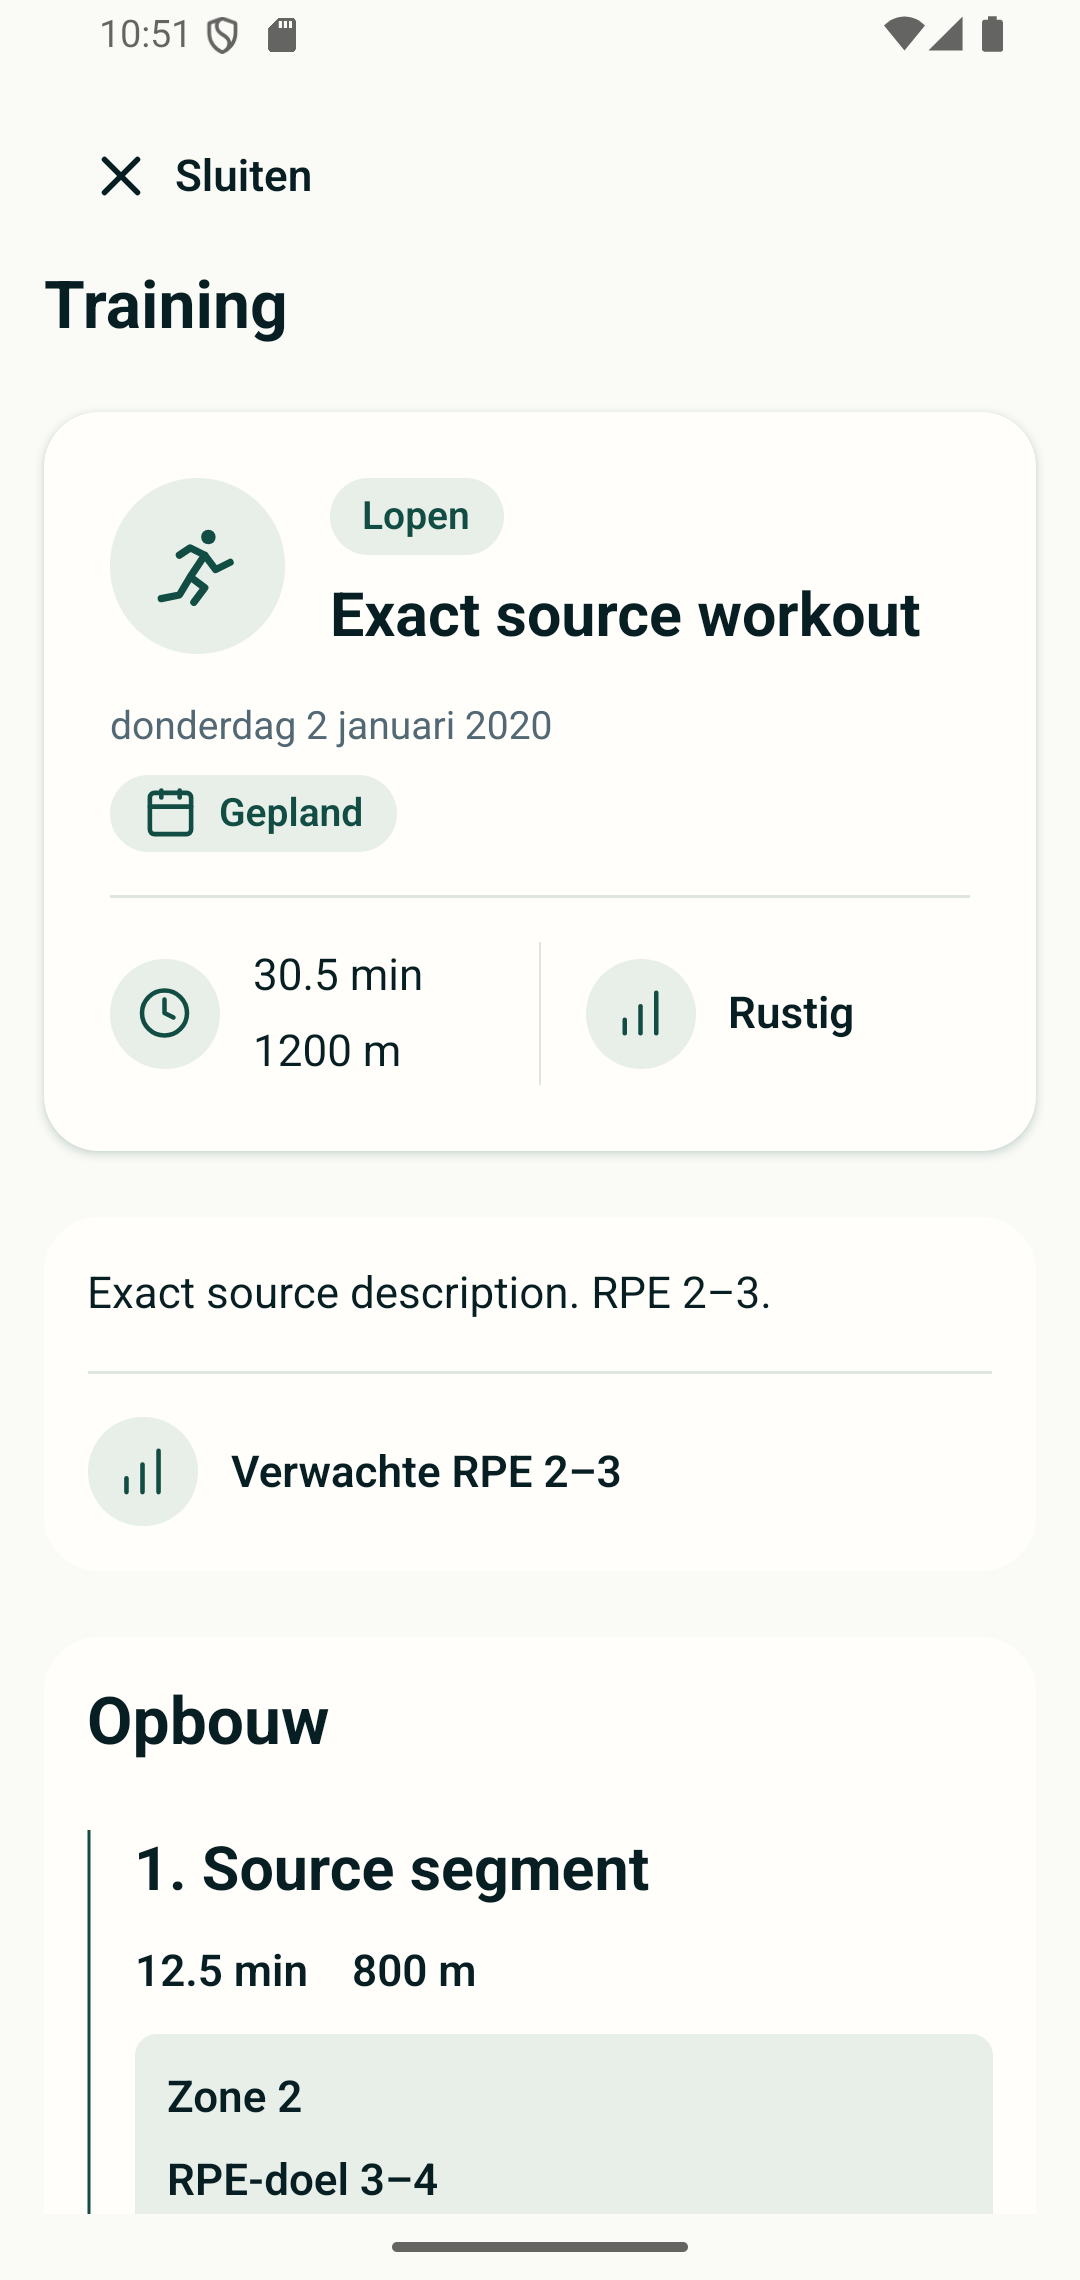 10:51
Sluiten
Training
Lopen
Exact source workout
donderdag 2 januari 2020
Gepland
30.5 min
1200 m
Rustig
Exact source description. RPE 2–3.
Verwachte RPE 2–3
Opbouw
1. Source segment
12.5 min 800 m
Zone 2
RPE-doel 3–4